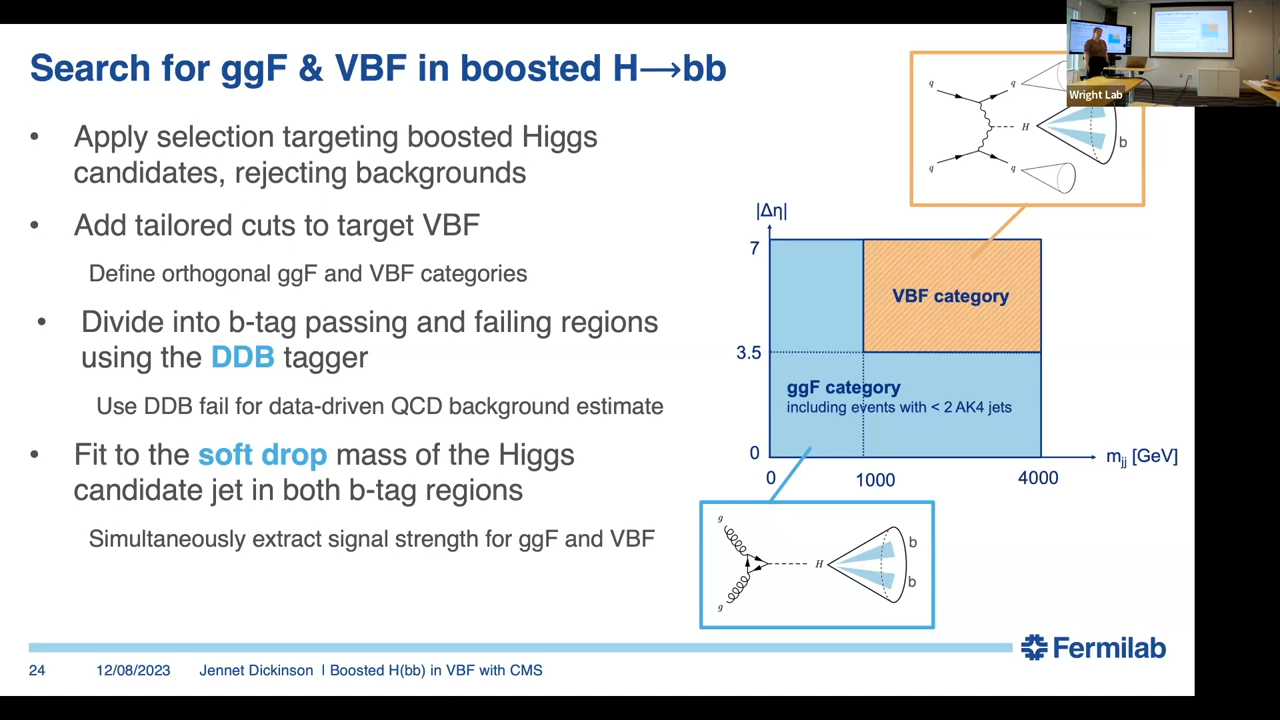 Search for ggF & VBF in boosted H→bb
• Apply selection targeting boosted Higgs
candidates, rejecting backgrounds
• Add tailored cuts to target VBF
Define orthogonal ggF and VBF categories
• Divide into b-tag passing and failing regions
using the DDB tagger
Use DDB fail for data-driven QCD background estimate
• Fit to the soft drop mass of the Higgs
candidate jet in both b-tag regions
Simultaneously extract signal strength for ggF and VBF
Wright Lab
q
q
H
b
q
q
|Δη|
7
VBF category
3.5
ggF category
including events with < 2 AK4 jets
0
0
1000
4000
mjj [GeV]
g
H
b
b
g
Fermilab
24 12/08/2023 Jennet Dickinson | Boosted H(bb) in VBF with CMS